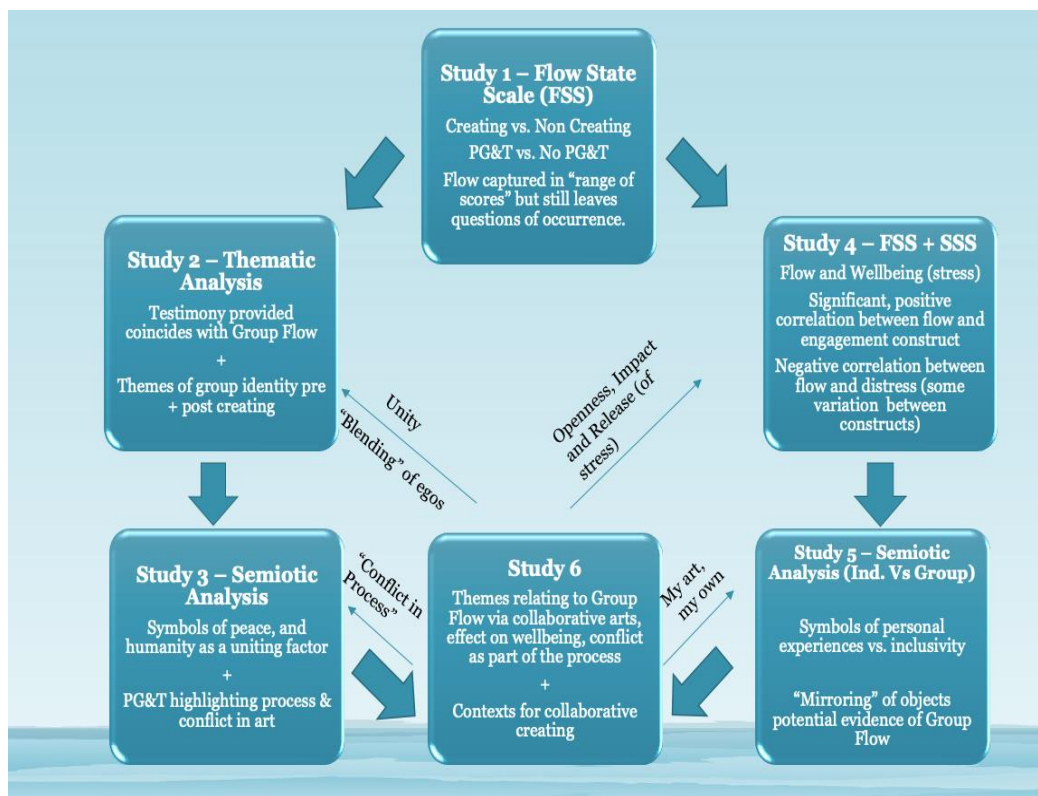 Study 1 – Flow State
Scale (FSS)
Creating vs. Non Creating
PG&T vs. No PG&T
Flow captured in “range of
scores” but still leaves
questions of occurrence.
Study 2 – Thematic
Analysis
Testimony provided
coincides with Group Flow
+
Themes of group identity pre
+ post creating
Study 4 – FSS + SSS
Flow and Wellbeing (stress)
Significant, positive
correlation between flow and
engagement construct
Negative correlation between
flow and distress (some
variation between
constructs)
Unity
“Blending” of egos
Openness, Impact
and Release (of
stress)
Study 3 – Semiotic
Analysis
Symbols of peace, and
humanity as a uniting factor
+
PG&T highlighting process &
conflict in art
“Conflict in
Process”
Study 6
Themes relating to Group
Flow via collaborative arts,
effect on wellbeing, conflict
as part of the process
+
Contexts for collaborative
creating
My art,
my own
Study 5 – Semiotic
Analysis (Ind. Vs Group)
Symbols of personal
experiences vs. inclusivity
“Mirroring” of objects
potential evidence of Group
Flow